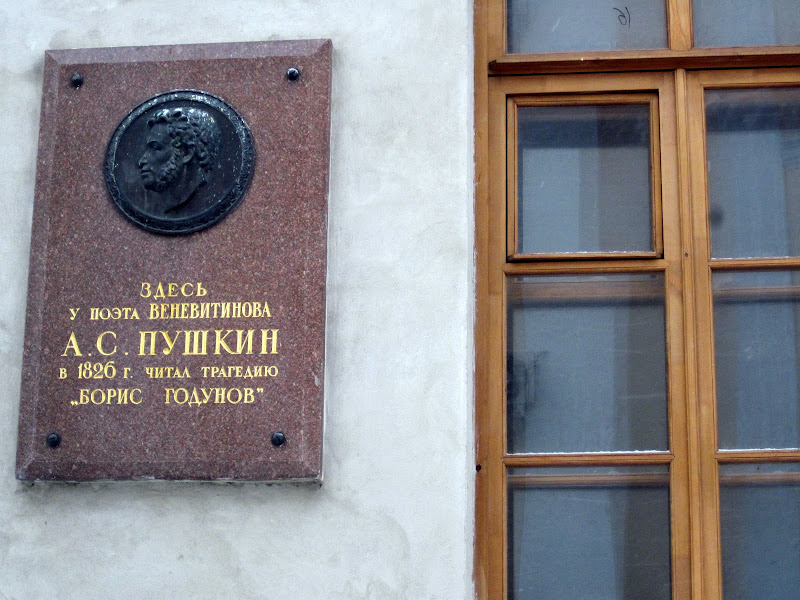 ЗДЕСЬ
У ПОЭТА ВЕНЕВИТИНОВА
А.С. ПУШКИН
В 1826 Г. ЧИТАЛ ТРАГЕДИЮ
„БОРИС ГОДУНОВ”